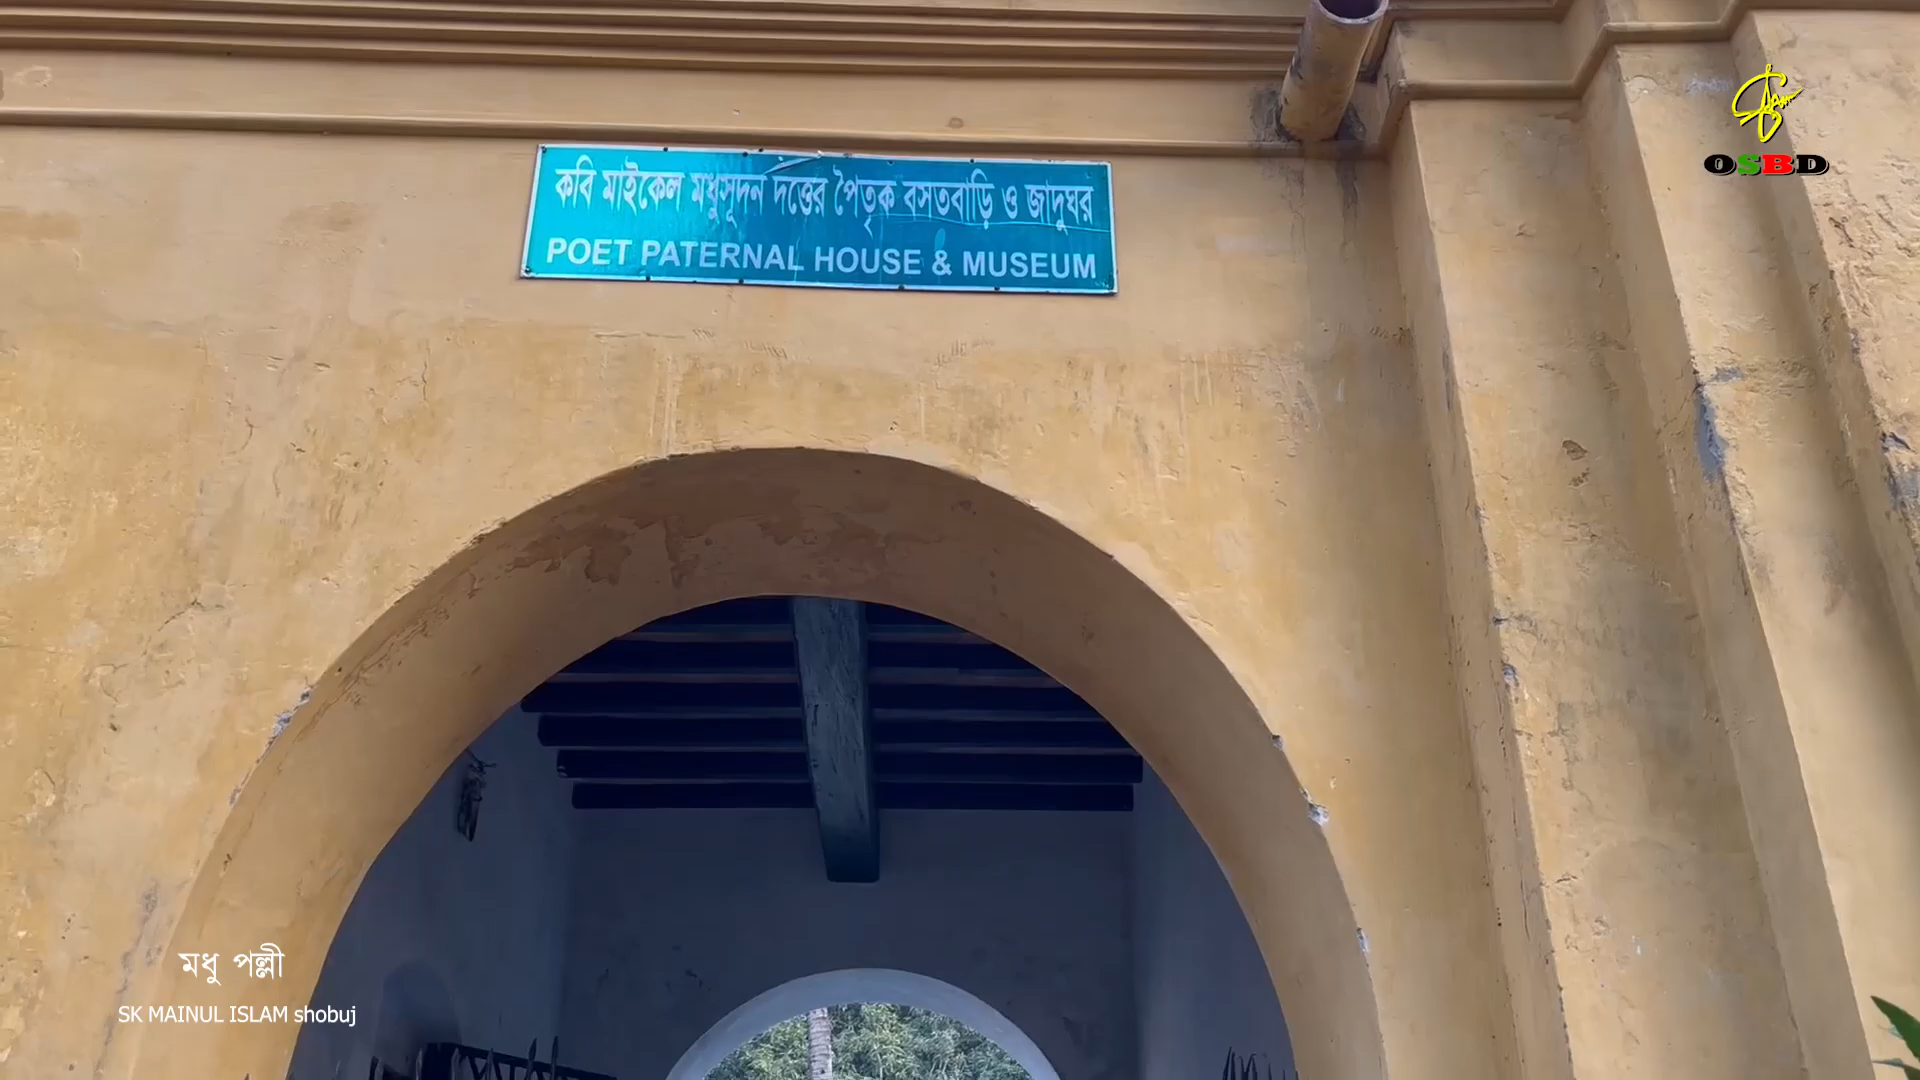 কবি মাইকেল মধুসূদন দত্তের পৈতৃক বসতবাড়ি ও জাদুঘর
POET PATERNAL HOUSE & MUSEUM
OSBD
মধু পল্লী
SK MAINUL ISLAM shobuj